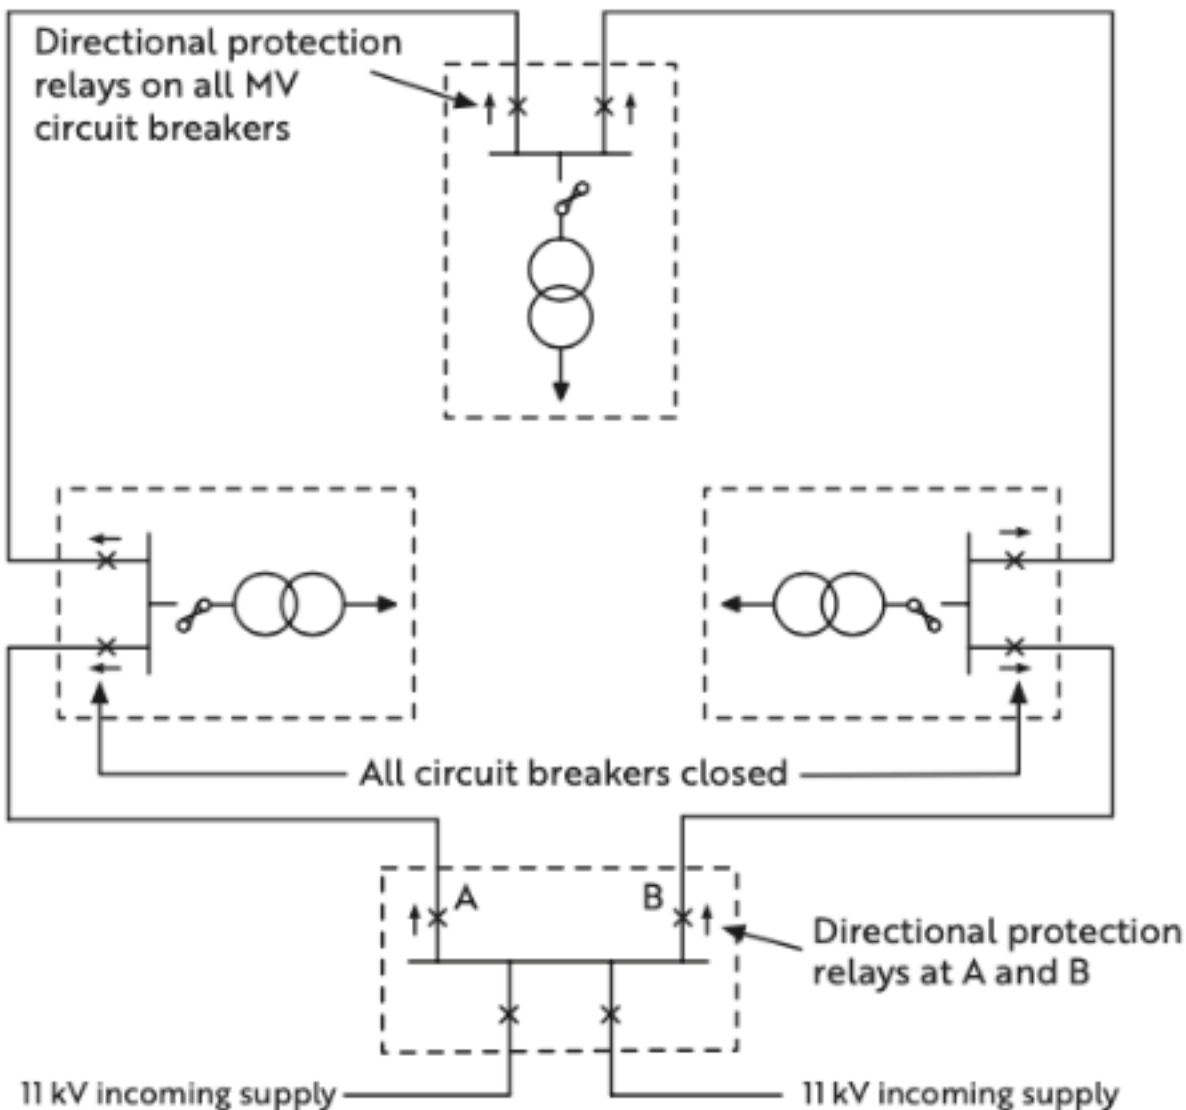 Directional protection
relays on all MV
circuit breakers
All circuit breakers closed
A
B
Directional protection
relays at A and B
11 kV incoming supply
11 kV incoming supply